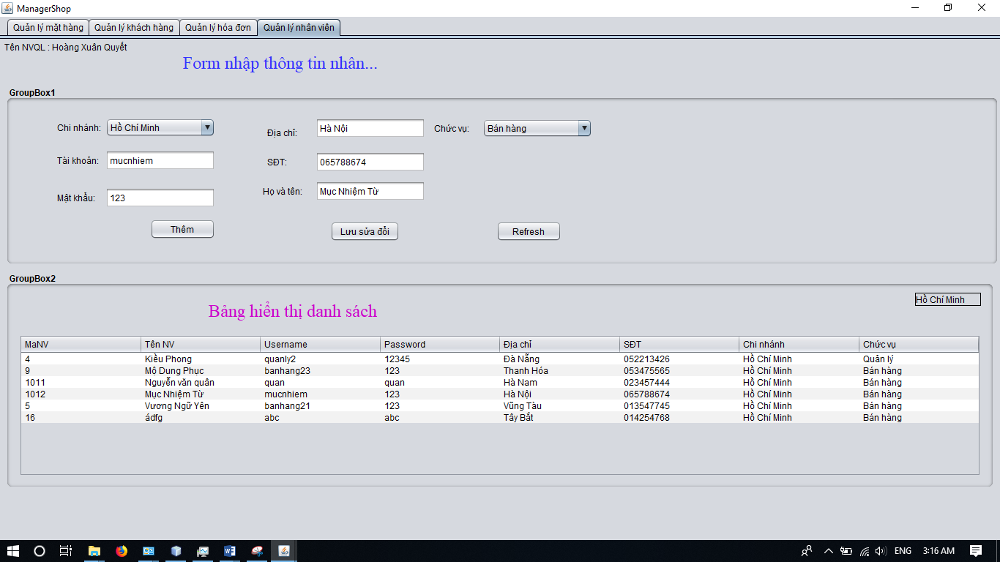 ManagerShop
Quản lý mặt hàng Quản lý khách hàng Quản lý hóa đơn Quản lý nhân viên
Tên NVQL : Hoàng Xuân Quyết
Form nhập thông tin nhân...
GroupBox1
Chi nhánh: Hồ Chí Minh Địa chỉ: Hà Nội Chức vụ: Bán hàng
Tài khoản: mucnhiem SĐT: 065788674
Mật khẩu: 123 Họ và tên: Mục Nhiệm Từ
Thêm Lưu sửa đổi Refresh
GroupBox2
Hồ Chí Minh
Bảng hiển thị danh sách
MaNV Tên NV Username Password Địa chỉ SĐT Chi nhánh Chức vụ
4 Kiều Phong quanly2 12345 Đà Nẵng 052213426 Hồ Chí Minh Quản lý
9 Mộ Dung Phục banhang23 123 Thanh Hóa 053475565 Hồ Chí Minh Bán hàng
1011 Nguyễn văn quân quan quan Hà Nam 023457444 Hồ Chí Minh Bán hàng
1012 Mục Nhiệm Từ mucnhiem 123 Hà Nội 065788674 Hồ Chí Minh Bán hàng
5 Vương Ngữ Yên banhang21 123 Vũng Tàu 013547745 Hồ Chí Minh Bán hàng
16 ádfg abc abc Tây Bắt 014254768 Hồ Chí Minh Bán hàng
ENG 3:16 AM